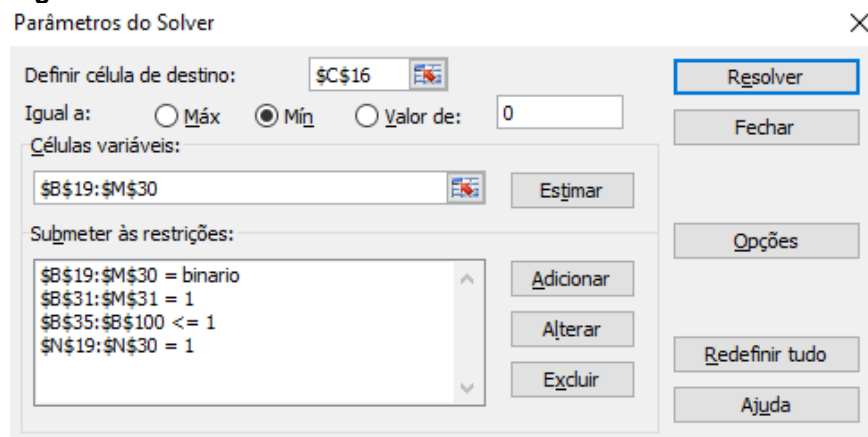 Parâmetros do Solver
Definir célula de destino: $C$16
Resolver
Igual a: Máx Mín Valor de: 0
Fechar
Células variáveis:
$B$19:$M$30 Estimar
Submeter às restrições:
Opções
$B$19:$M$30 = binario
$B$31:$M$31 = 1
$B$35:$B$100 <= 1
$N$19:$N$30 = 1
Adicionar
Alterar
Excluir
Redefinir tudo
Ajuda